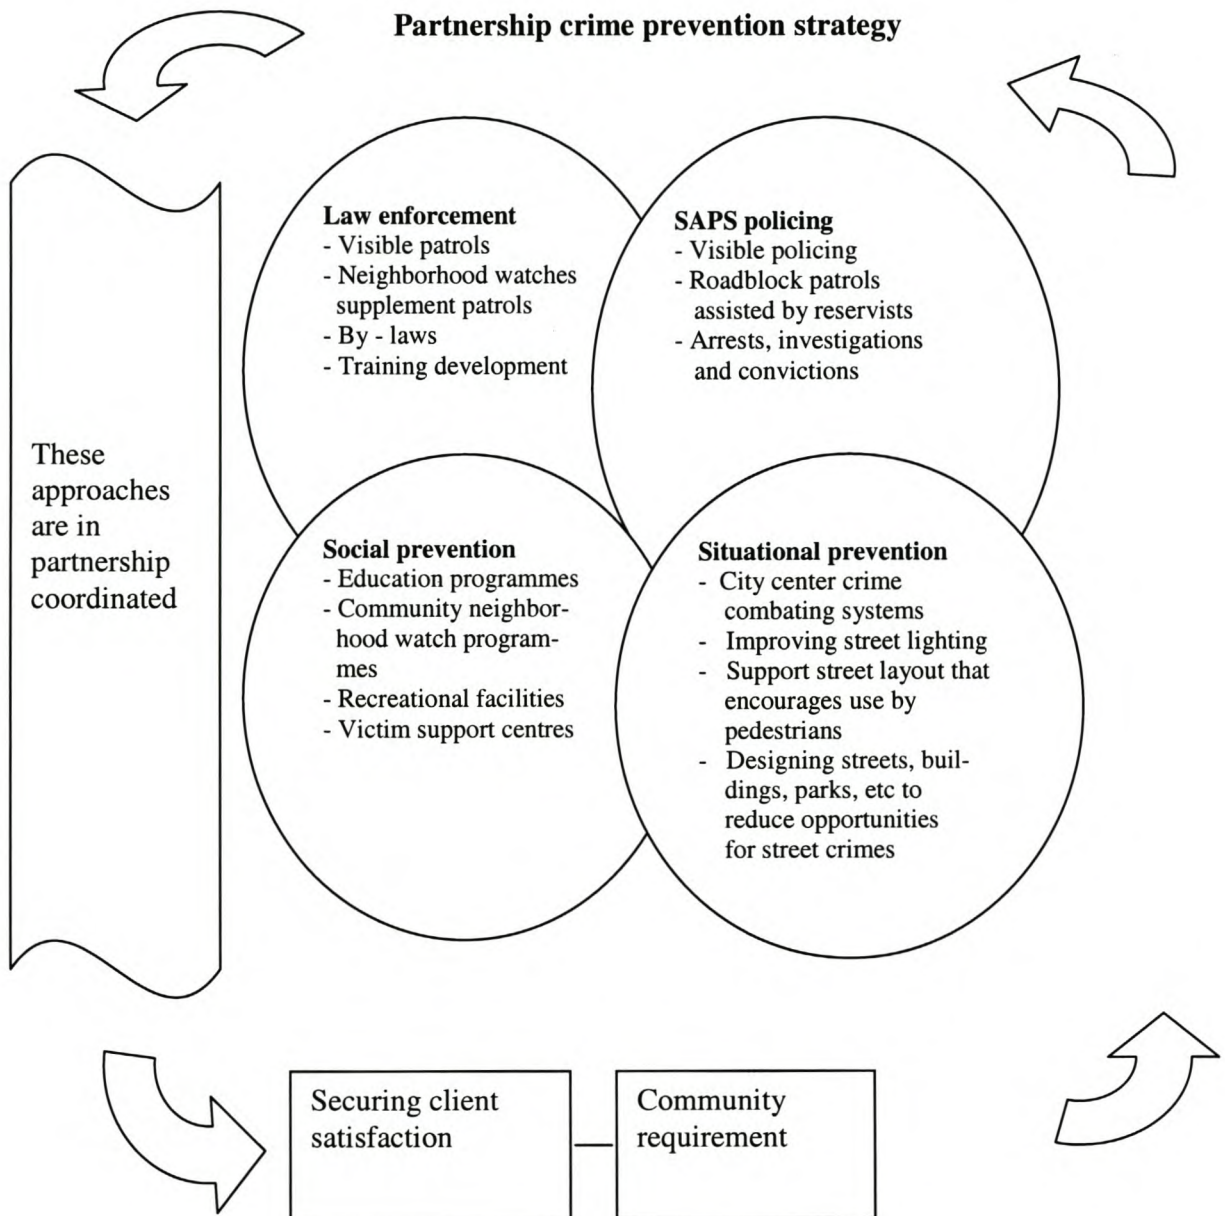 Partnership crime prevention strategy
Law enforcement
- Visible patrols
- Neighborhood watches
supplement patrols
- By - laws
- Training development
SAPS policing
- Visible policing
- Roadblock patrols
assisted by reservists
- Arrests, investigations
and convictions
These
approaches
are in
partnership
coordinated
Social prevention
- Education programmes
- Community neighbor-
hood watch program-
mes
- Recreational facilities
- Victim support centres
Situational prevention
- City center crime
combating systems
- Improving street lighting
- Support street layout that
encourages use by
pedestrians
- Designing streets, buil-
dings, parks, etc to
reduce opportunities
for street crimes
Securing client
satisfaction
Community
requirement